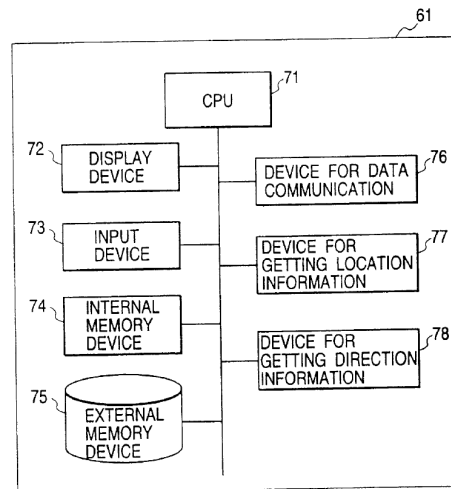 61
71
CPU
72
DISPLAY
DEVICE
76
DEVICE FOR DATA
COMMUNICATION
73
INPUT
DEVICE
77
DEVICE FOR
GETTING LOCATION
INFORMATION
74
INTERNAL
MEMORY
DEVICE
78
DEVICE FOR
GETTING DIRECTION
INFORMATION
75
EXTERNAL
MEMORY
DEVICE